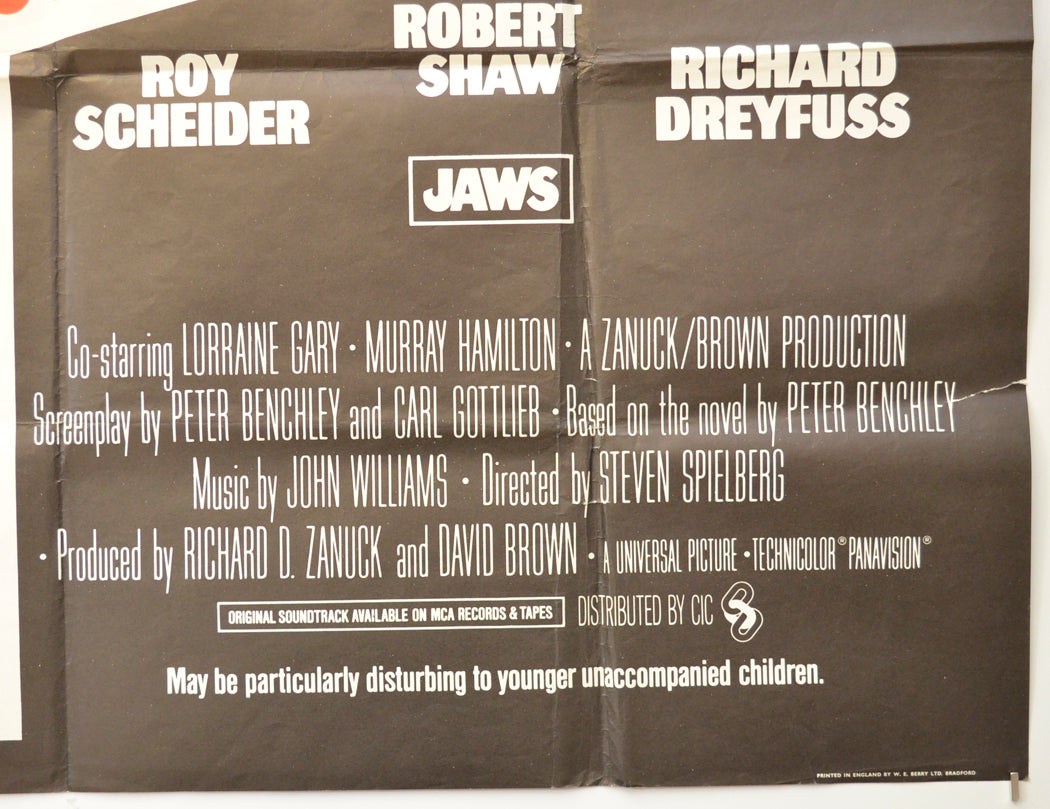 ROBERT
SHAW
ROY
SCHEIDER
RICHARD
DREYFUSS
JAWS
Co-starring LORRAINE GARY · MURRAY HAMILTON · A ZANUCK/BROWN PRODUCTION
Screenplay by PETER BENCHLEY and CARL GOTTLIEB · Based on the novel by PETER BENCHLEY
Music by JOHN WILLIAMS · Directed by STEVEN SPIELBERG
· Produced by RICHARD D. ZANUCK and DAVID BROWN · A UNIVERSAL PICTURE · TECHNICOLOR® PANAVISION®
ORIGINAL SOUNDTRACK AVAILABLE ON MCA RECORDS & TAPES DISTRIBUTED BY CIC
May be particularly disturbing to younger unaccompanied children.
PRINTED IN ENGLAND BY W. E. BERRY LTD. BRADFORD